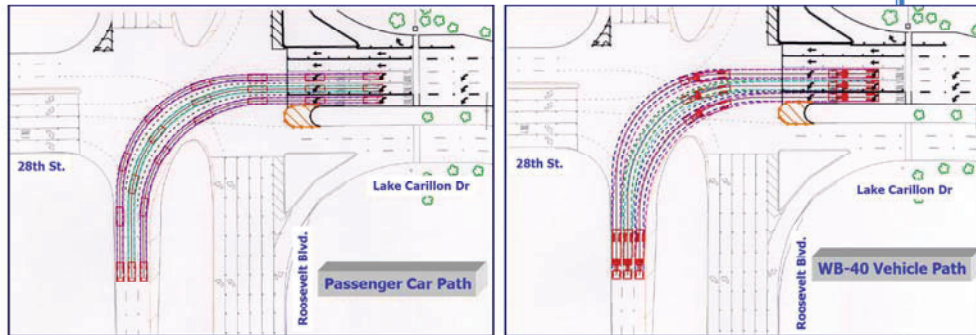 28th St.
Lake Carillon Dr
Roosevelt Blvd.
Passenger Car Path
28th St.
Lake Carillon Dr
Roosevelt Blvd.
WB-40 Vehicle Path